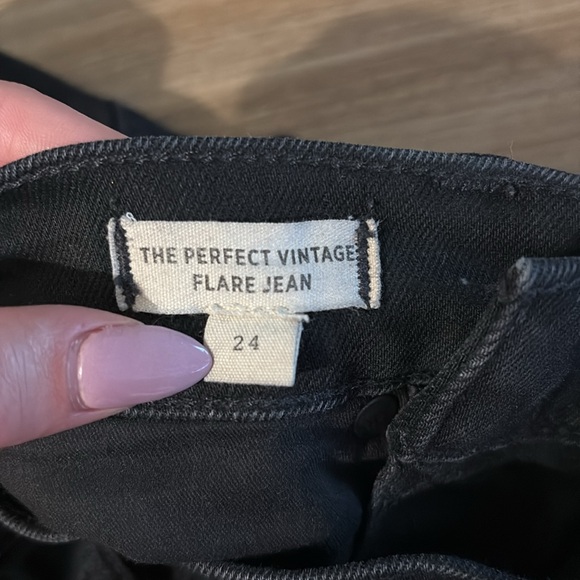 THE PERFECT VINTAGE
FLARE JEAN
24